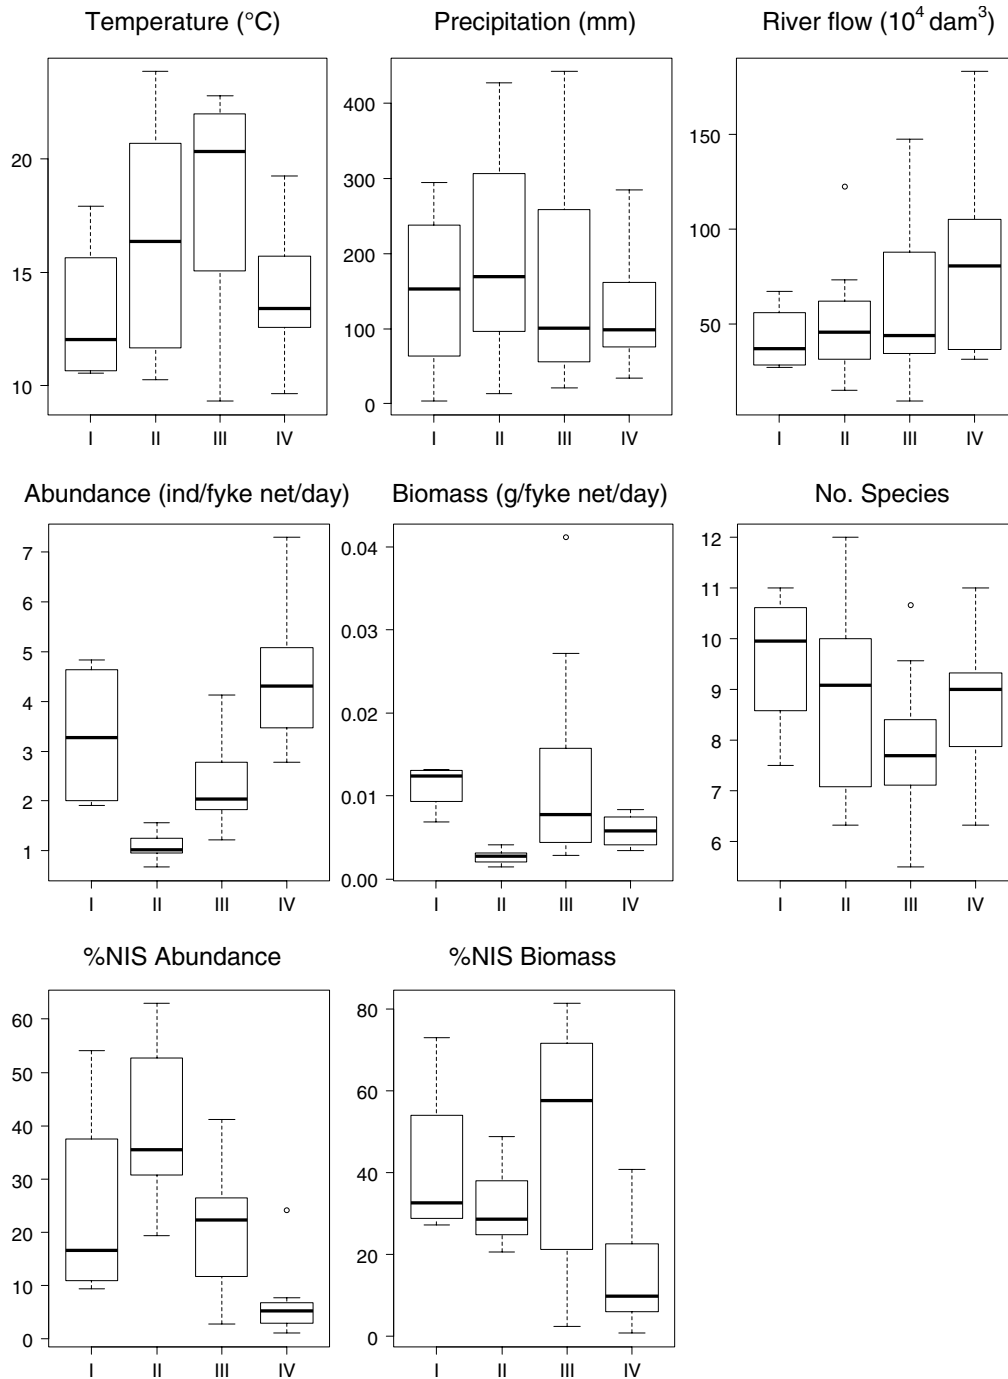 Temperature (°C)
Precipitation (mm)
River flow (10⁴ dam³)
20
15
10
I II III IV
400
300
200
100
0
I II III IV
150
100
50
I II III IV
Abundance (ind/fyke net/day)
Biomass (g/fyke net/day)
No. Species
7
6
5
4
3
2
1
I II III IV
0.04
0.03
0.02
0.01
0.00
I II III IV
12
11
10
9
8
7
6
I II III IV
%NIS Abundance
%NIS Biomass
60
50
40
30
20
10
0
I II III IV
80
60
40
20
0
I II III IV